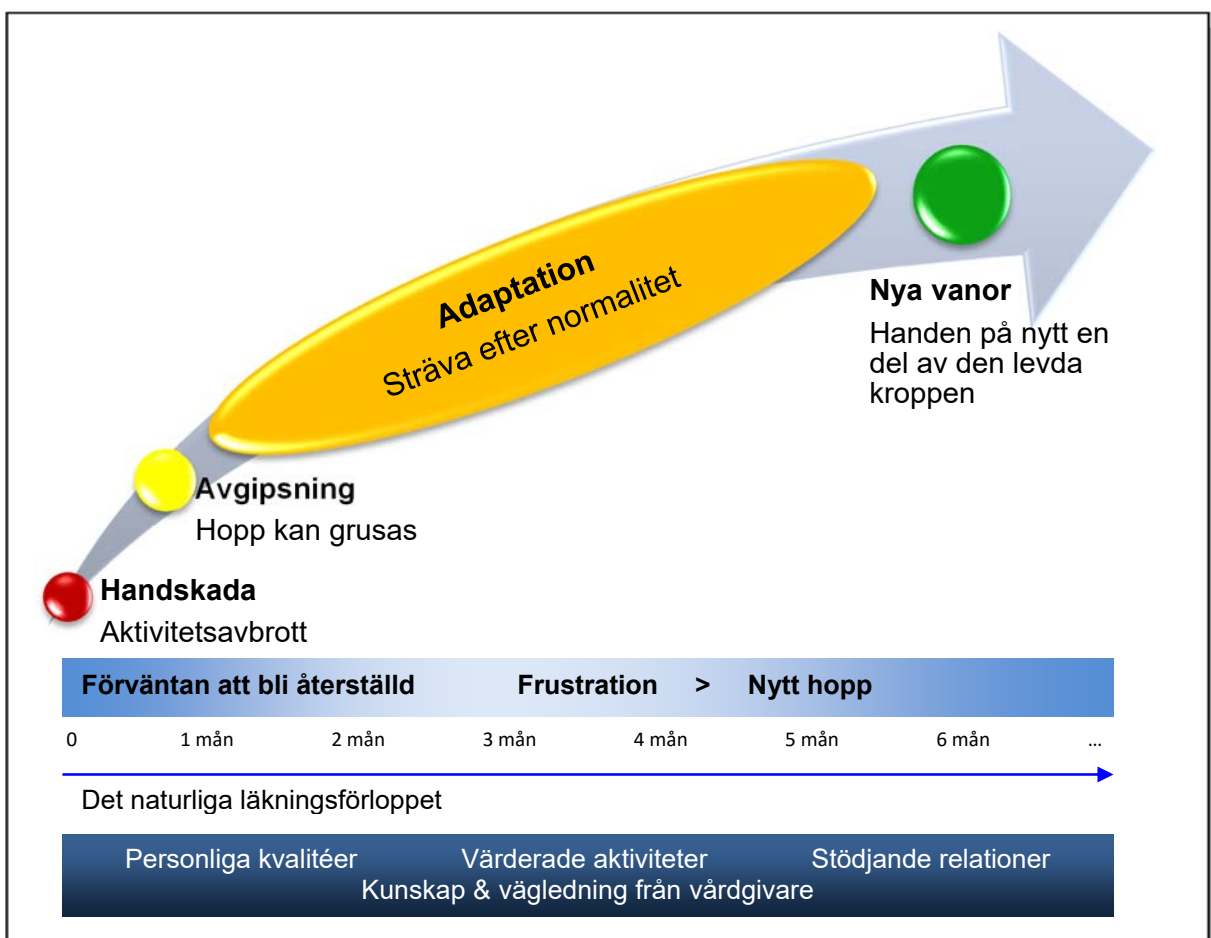 Adaptation
Sträva efter normalitet
Nya vanor
Handen på nytt en
del av den levda
kroppen
Avgipsning
Hopp kan grusas
Handskada
Aktivitetsavbrott
Förväntan att bli återställd Frustration > Nytt hopp
0 1 mån 2 mån 3 mån 4 mån 5 mån 6 mån ...
Det naturliga läkningsförloppet
Personliga kvalitéer Värderade aktiviteter Stödjande relationer
Kunskap & vägledning från vårdgivare